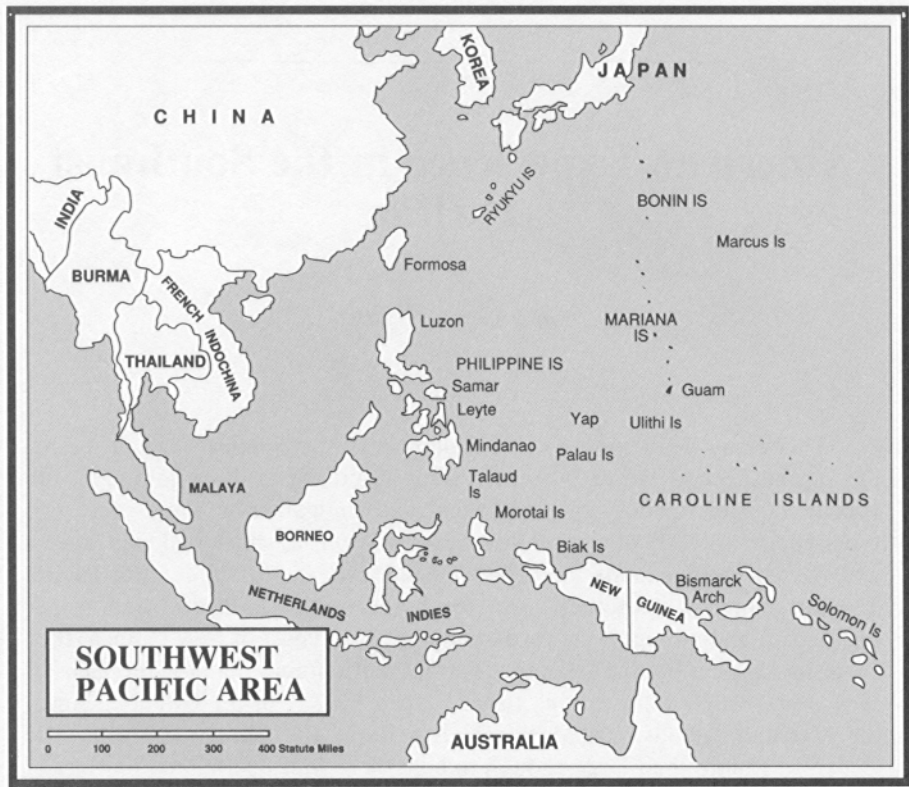 KOREA
JAPAN
CHINA
RYUKYU IS
BONIN IS
INDIA
Marcus Is
BURMA
Formosa
FRENCH INDOCHINA
Luzon
MARIANA
IS
THAILAND
PHILIPPINE IS
Samar
Guam
Leyte
Yap
Ulithi Is
Mindanao
Palau Is
Talaud
Is
MALAYA
CAROLINE ISLANDS
Morotai Is
BORNEO
Biak Is
NEW GUINEA
Bismarck
Arch
Solomon Is
NETHERLANDS INDIES
SOUTHWEST
PACIFIC AREA
0 100 200 300 400 Statute Miles
AUSTRALIA